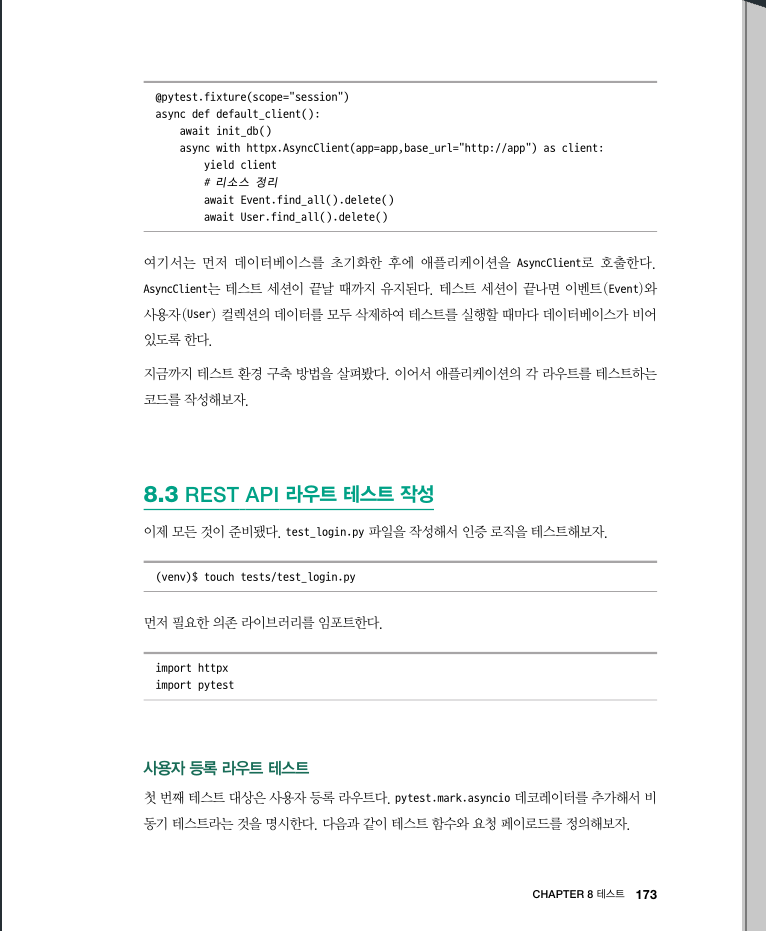 @pytest.fixture(scope="session")
async def default_client():
    await init_db()
    async with httpx.AsyncClient(app=app,base_url="http://app") as client:
        yield client
        # 리소스 정리
        await Event.find_all().delete()
        await User.find_all().delete()
여기서는 먼저 데이터베이스를 초기화한 후에 애플리케이션을 AsyncClient로 호출한다.
AsyncClient는 테스트 세션이 끝날 때까지 유지된다. 테스트 세션이 끝나면 이벤트(Event)와
사용자(User) 컬렉션의 데이터를 모두 삭제하여 테스트를 실행할 때마다 데이터베이스가 비어
있도록 한다.
지금까지 테스트 환경 구축 방법을 살펴봤다. 이어서 애플리케이션의 각 라우트를 테스트하는
코드를 작성해보자.
8.3 REST API 라우트 테스트 작성
이제 모든 것이 준비됐다. test_login.py 파일을 작성해서 인증 로직을 테스트해보자.
(venv)$ touch tests/test_login.py
먼저 필요한 의존 라이브러리를 임포트한다.
import httpx
import pytest
사용자 등록 라우트 테스트
첫 번째 테스트 대상은 사용자 등록 라우트다. pytest.mark.asyncio 데코레이터를 추가해서 비
동기 테스트라는 것을 명시한다. 다음과 같이 테스트 함수와 요청 페이로드를 정의해보자.
CHAPTER 8 테스트 173